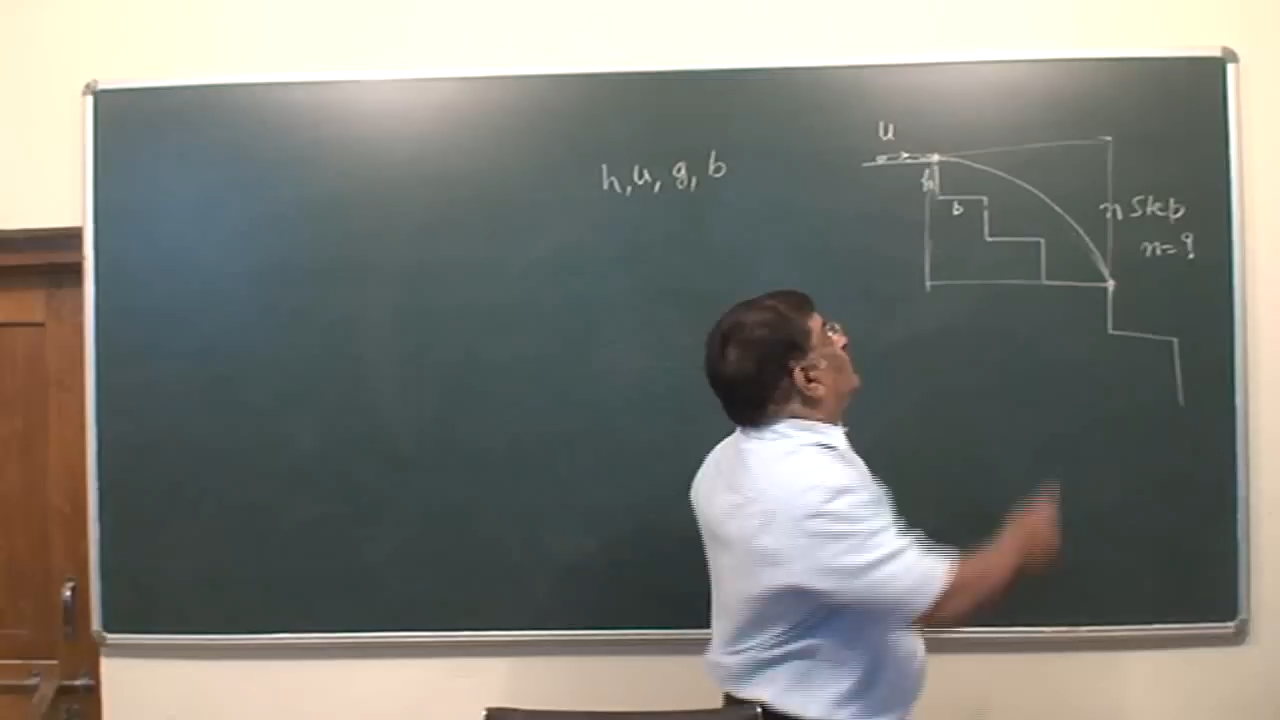 u
h, u, g, b
h
b
n Step
n = ?